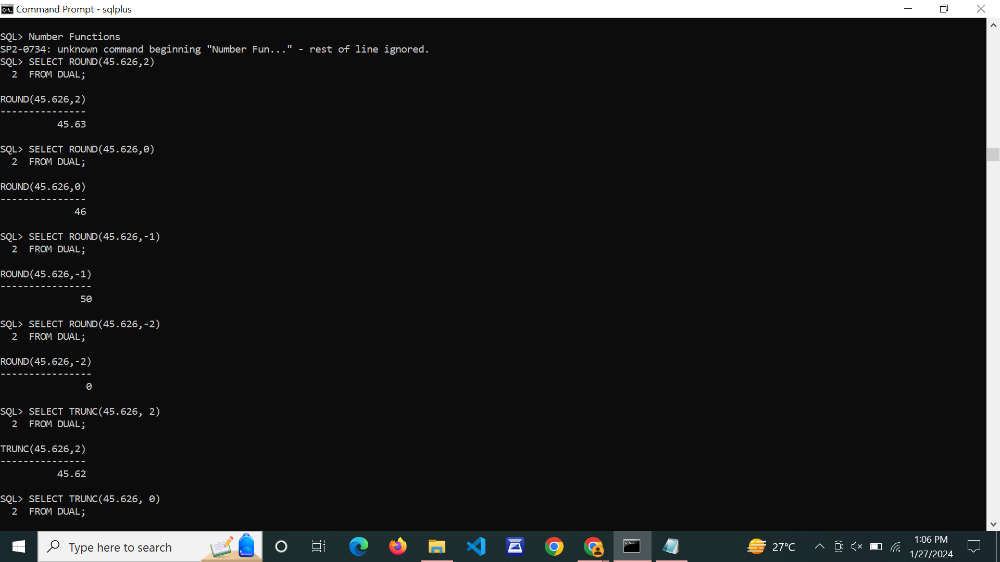 Command Prompt - sqlplus
SQL> Number Functions
SP2-0734: unknown command beginning "Number Fun..." - rest of line ignored.
SQL> SELECT ROUND(45.626,2)
  2  FROM DUAL;
ROUND(45.626,2)
---------------
          45.63
SQL> SELECT ROUND(45.626,0)
  2  FROM DUAL;
ROUND(45.626,0)
---------------
             46
SQL> SELECT ROUND(45.626,-1)
  2  FROM DUAL;
ROUND(45.626,-1)
----------------
              50
SQL> SELECT ROUND(45.626,-2)
  2  FROM DUAL;
ROUND(45.626,-2)
----------------
               0
SQL> SELECT TRUNC(45.626, 2)
  2  FROM DUAL;
TRUNC(45.626,2)
---------------
          45.62
SQL> SELECT TRUNC(45.626, 0)
  2  FROM DUAL;
Type here to search
27°C
1:06 PM
1/27/2024